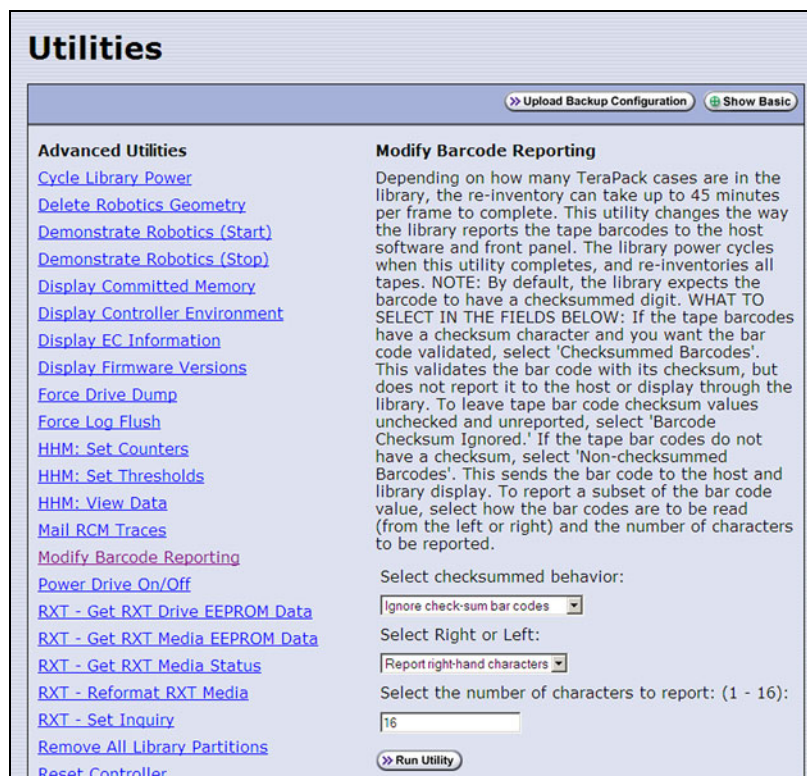 Utilities
Upload Backup Configuration
Show Basic
Advanced Utilities
Cycle Library Power
Delete Robotics Geometry
Demonstrate Robotics (Start)
Demonstrate Robotics (Stop)
Display Committed Memory
Display Controller Environment
Display EC Information
Display Firmware Versions
Force Drive Dump
Force Log Flush
HHM: Set Counters
HHM: Set Thresholds
HHM: View Data
Mail RCM Traces
Modify Barcode Reporting
Power Drive On/Off
RXT - Get RXT Drive EEPROM Data
RXT - Get RXT Media EEPROM Data
RXT - Get RXT Media Status
RXT - Reformat RXT Media
RXT - Set Inquiry
Remove All Library Partitions
Reset Controller
Modify Barcode Reporting
Depending on how many TeraPack cases are in the
library, the re-inventory can take up to 45 minutes
per frame to complete. This utility changes the way
the library reports the tape barcodes to the host
software and front panel. The library power cycles
when this utility completes, and re-inventories all
tapes. NOTE: By default, the library expects the
barcode to have a checksummed digit. WHAT TO
SELECT IN THE FIELDS BELOW: If the tape barcodes
have a checksum character and you want the bar
code validated, select 'Checksummed Barcodes'.
This validates the bar code with its checksum, but
does not report it to the host or display through the
library. To leave tape bar code checksum values
unchecked and unreported, select 'Barcode
Checksum Ignored.' If the tape bar codes do not
have a checksum, select 'Non-checksummed
Barcodes'. This sends the bar code to the host and
library display. To report a subset of the bar code
value, select how the bar codes are to be read
(from the left or right) and the number of characters
to be reported.
Select checksummed behavior:
Ignore check-sum bar codes
Select Right or Left:
Report right-hand characters
Select the number of characters to report: (1 - 16):
16
Run Utility